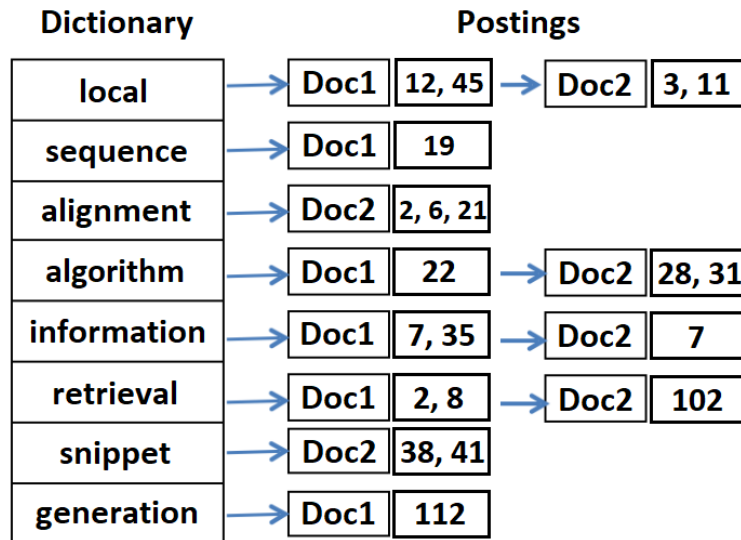 Dictionary Postings
local Doc1 12, 45 Doc2 3, 11
sequence Doc1 19
alignment Doc2 2, 6, 21
algorithm Doc1 22 Doc2 28, 31
information Doc1 7, 35 Doc2 7
retrieval Doc1 2, 8 Doc2 102
snippet Doc2 38, 41
generation Doc1 112